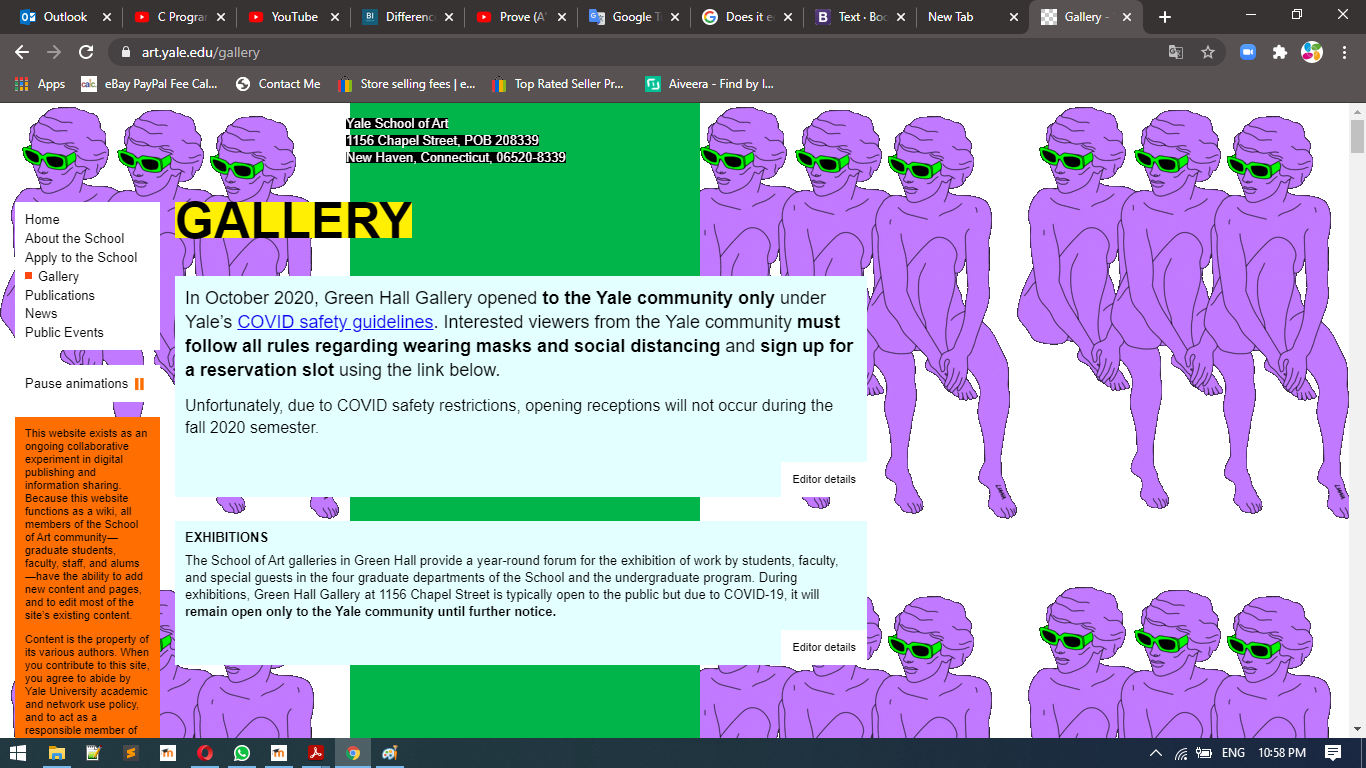 Outlook
C Program
YouTube
Differenc
Prove (A
Google T
Does it e
Text · Boo
New Tab
Gallery -
art.yale.edu/gallery
Apps
eBay PayPal Fee Cal...
Contact Me
Store selling fees | e...
Top Rated Seller Pr...
Aiveera - Find by I...
Yale School of Art
1156 Chapel Street, POB 208339
New Haven, Connecticut, 06520-8339
GALLERY
Home
About the School
Apply to the School
Gallery
Publications
News
Public Events
Pause animations
This website exists as an
ongoing collaborative
experiment in digital
publishing and
information sharing.
Because this website
functions as a wiki, all
members of the School
of Art community—
graduate students,
faculty, staff, and alums
—have the ability to add
new content and pages,
and to edit most of the
site's existing content.
Content is the property of
its various authors. When
you contribute to this site,
you agree to abide by
Yale University academic
and network use policy,
and to act as a
responsible member of
In October 2020, Green Hall Gallery opened to the Yale community only under
Yale's COVID safety guidelines. Interested viewers from the Yale community must
follow all rules regarding wearing masks and social distancing and sign up for
a reservation slot using the link below.
Unfortunately, due to COVID safety restrictions, opening receptions will not occur during the
fall 2020 semester.
Editor details
EXHIBITIONS
The School of Art galleries in Green Hall provide a year-round forum for the exhibition of work by students, faculty,
and special guests in the four graduate departments of the School and the undergraduate program. During
exhibitions, Green Hall Gallery at 1156 Chapel Street is typically open to the public but due to COVID-19, it will
remain open only to the Yale community until further notice.
Editor details
ENG
10:58 PM